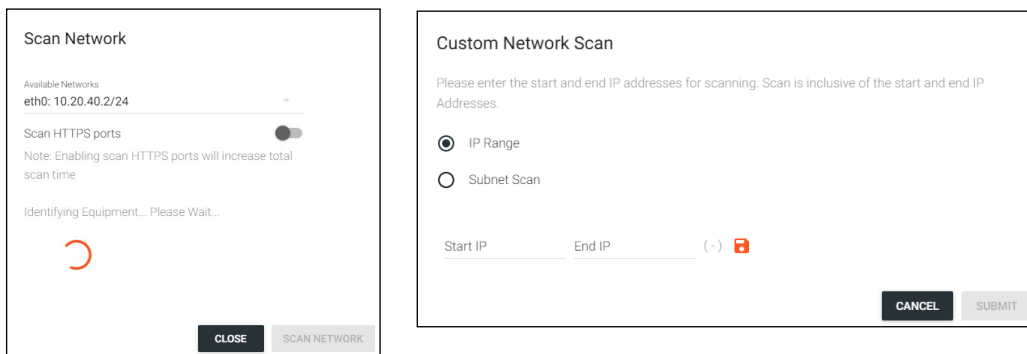 Scan Network
Available Networks
eth0: 10.20.40.2/24
Scan HTTPS ports
Note: Enabling scan HTTPS ports will increase total
scan time
Identifying Equipment... Please Wait...
CLOSE
SCAN NETWORK
Custom Network Scan
Please enter the start and end IP addresses for scanning. Scan is inclusive of the start and end IP
Addresses.
IP Range
Subnet Scan
Start IP
End IP
(-)
CANCEL
SUBMIT